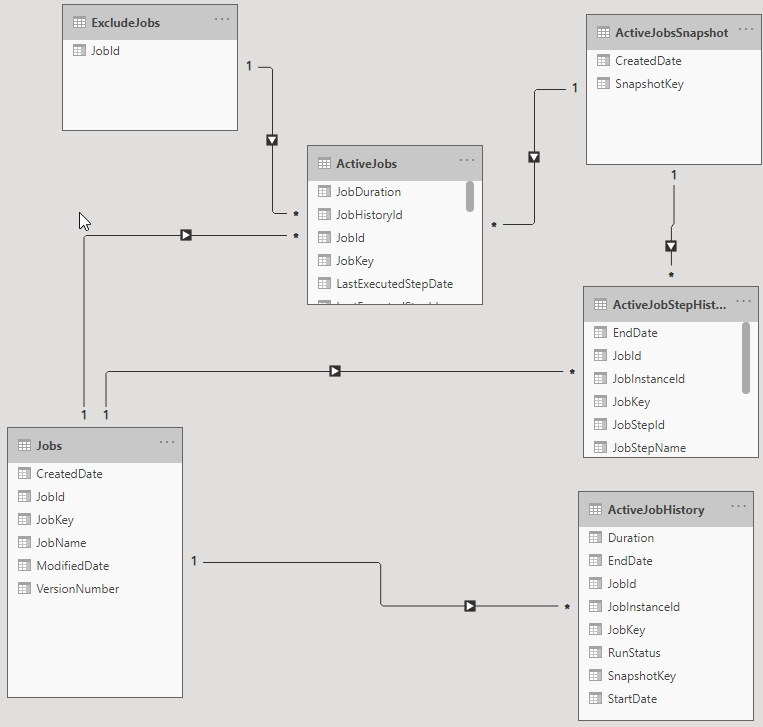 ExcludeJobs ...
JobId
1
ActiveJobsSnapshot ...
CreatedDate
SnapshotKey
1
1
ActiveJobs ...
JobDuration
JobHistoryId
JobId
JobKey
LastExecutedStepDate
*
*
*
*
ActiveJobStepHist... ...
EndDate
JobId
JobInstanceId
JobKey
JobStepId
JobStepName
*
1
1
Jobs ...
CreatedDate
JobId
JobKey
JobName
ModifiedDate
VersionNumber
1
*
ActiveJobHistory ...
Duration
EndDate
JobId
JobInstanceId
JobKey
RunStatus
SnapshotKey
StartDate